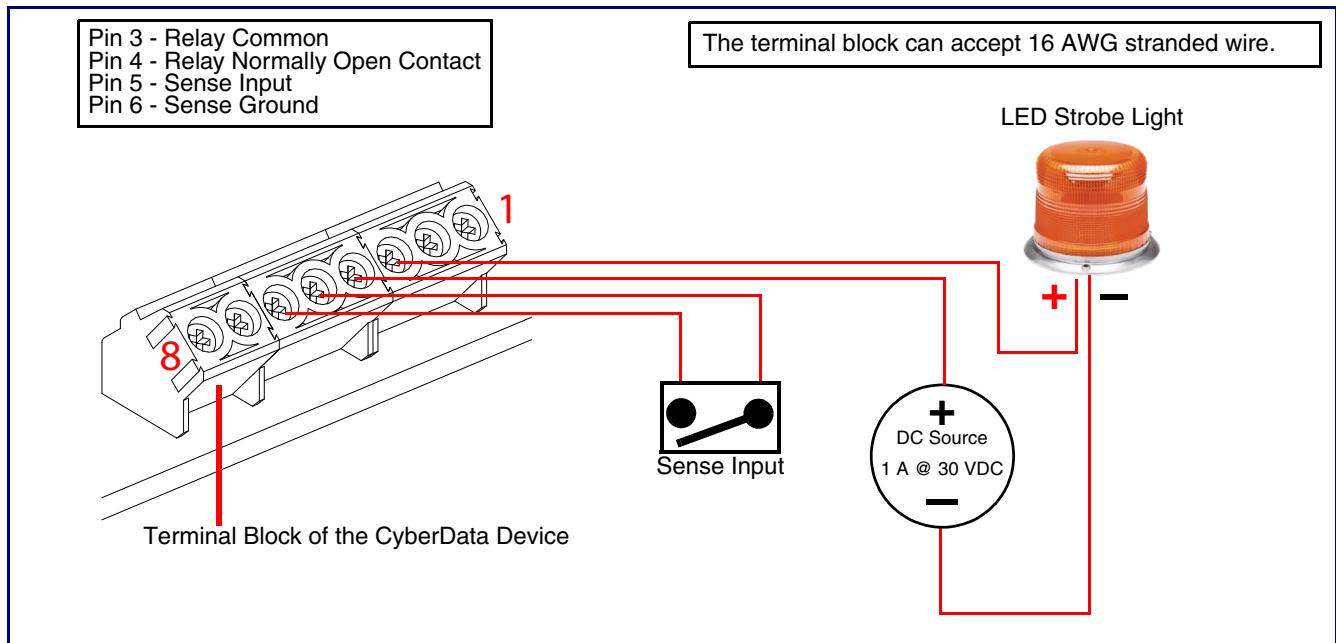 Pin 3 - Relay Common
Pin 4 - Relay Normally Open Contact
Pin 5 - Sense Input
Pin 6 - Sense Ground
The terminal block can accept 16 AWG stranded wire.
LED Strobe Light
1
8
+ −
Sense Input
+
DC Source
1 A @ 30 VDC
−
Terminal Block of the CyberData Device